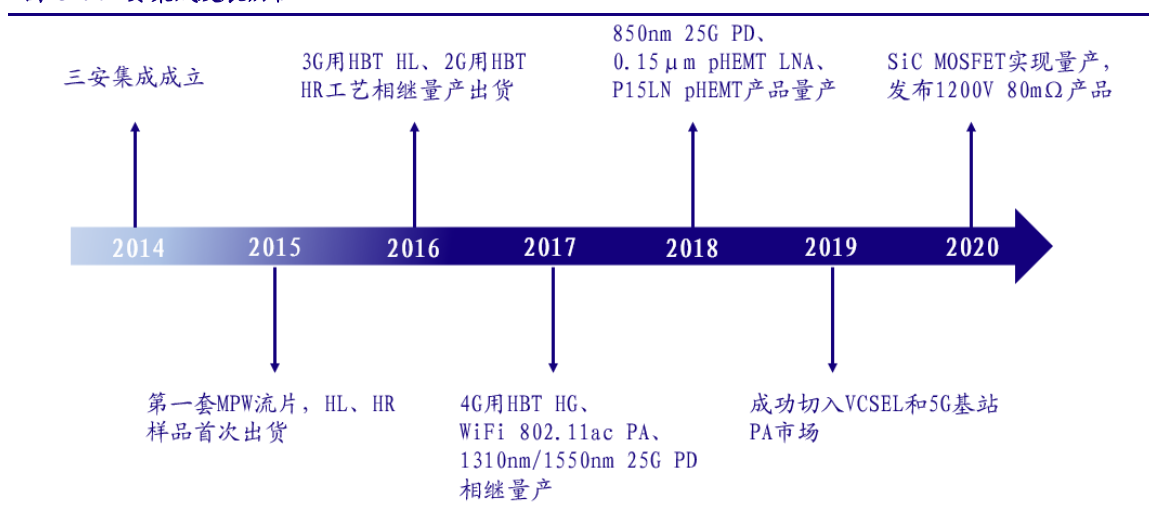 三安集成成立
3G用HBT HL、2G用HBT
HR工艺相继量产出货
850nm 25G PD、
0.15μm pHEMT LNA、
P15LN pHEMT产品量产
SiC MOSFET实现量产，
发布1200V 80mΩ产品
2014 2015 2016 2017 2018 2019 2020
第一套MPW流片，HL、HR
样品首次出货
4G用HBT HG、
WiFi 802.11ac PA、
1310nm/1550nm 25G PD
相继量产
成功切入VCSEL和5G基站
PA市场